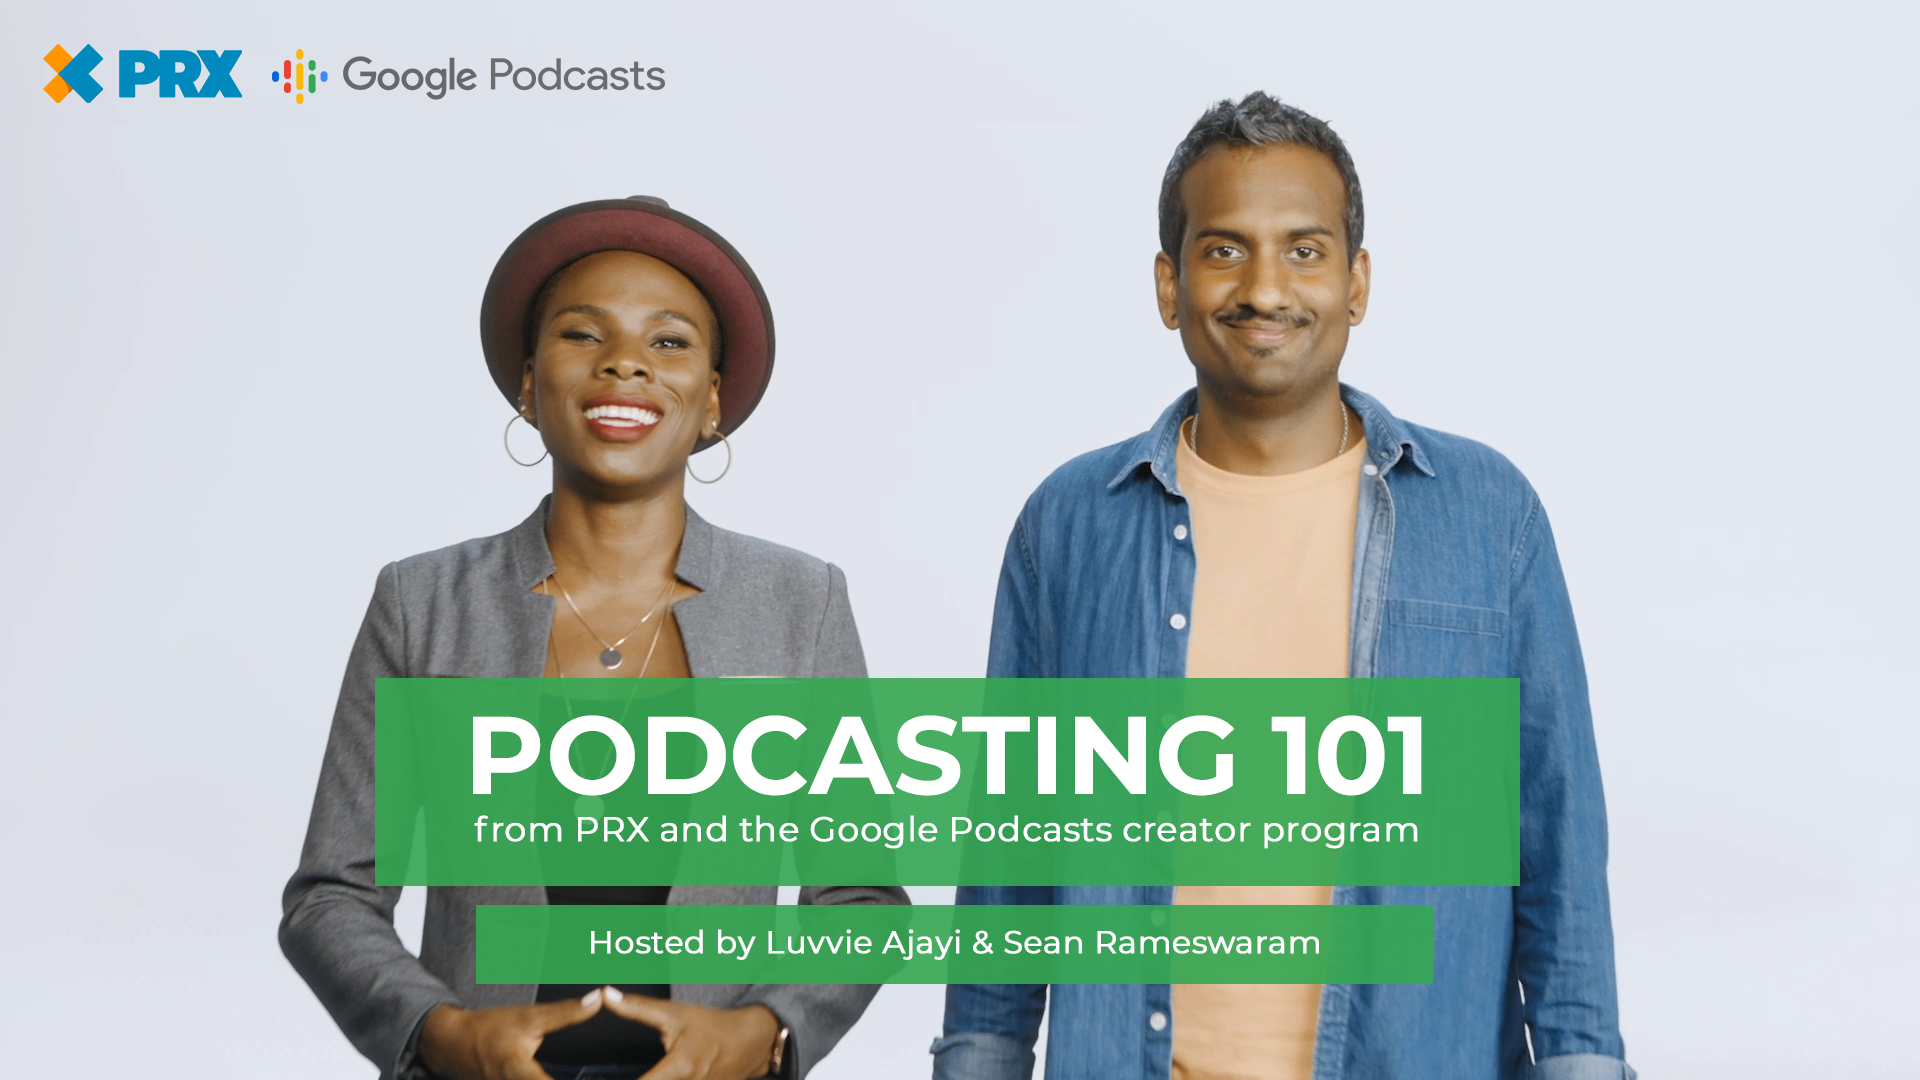 PRX Google Podcasts
PODCASTING 101
from PRX and the Google Podcasts creator program
Hosted by Luvvie Ajayi & Sean Rameswaram